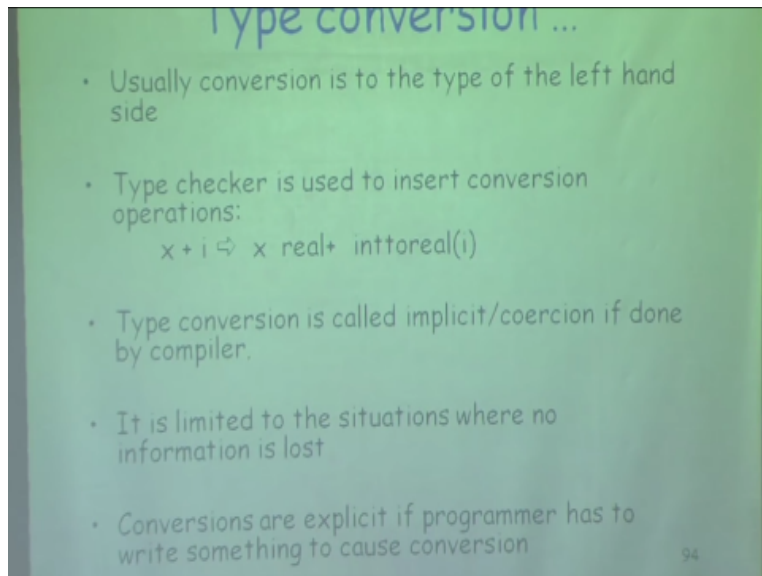 Type conversion ...
• Usually conversion is to the type of the left hand
side
• Type checker is used to insert conversion
operations:
x + i ⇨ x real+ inttoreal(i)
• Type conversion is called implicit/coercion if done
by compiler.
• It is limited to the situations where no
information is lost
• Conversions are explicit if programmer has to
write something to cause conversion
94